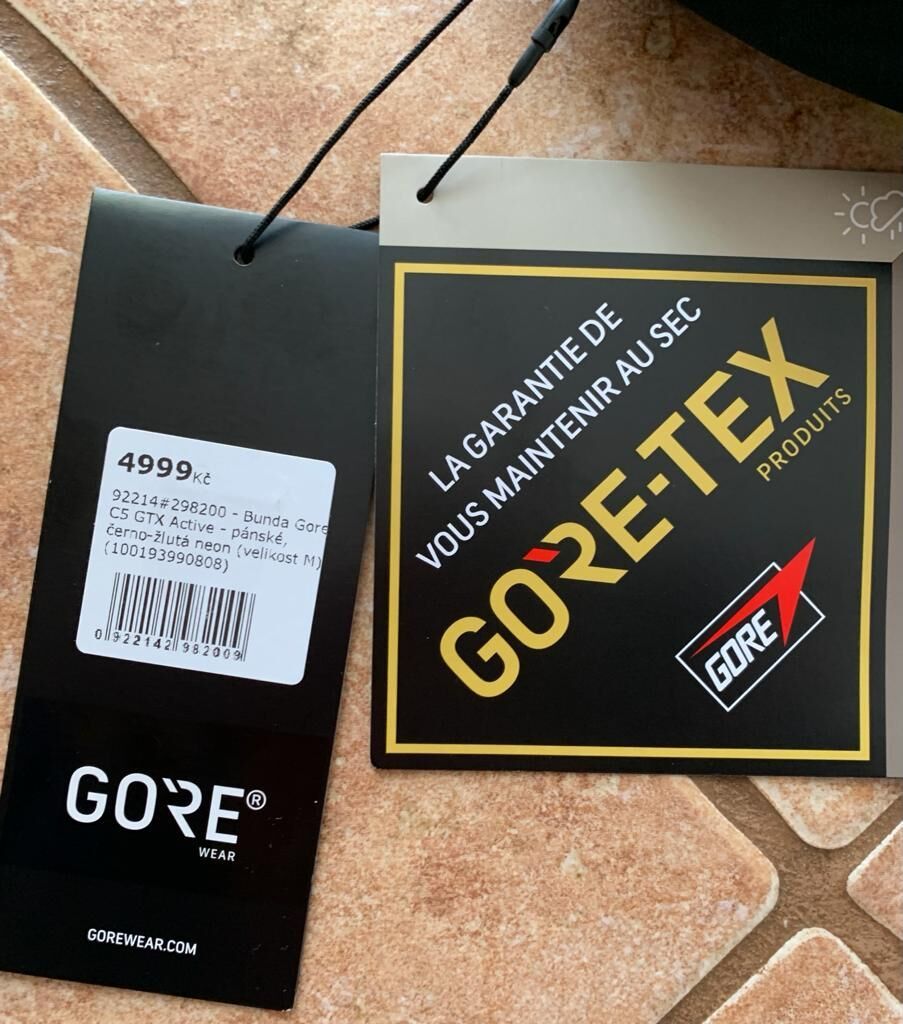 4999Kč
92214#298200 - Bunda Gore
C5 GTX Active - pánské,
černo-žlutá neon (velikost M)
(100193990808)
0 922142 982009
GORE®
WEAR
GOREWEAR.COM
LA GARANTIE DE
VOUS MAINTENIR AU SEC
GORE-TEX
PRODUITS
GORE